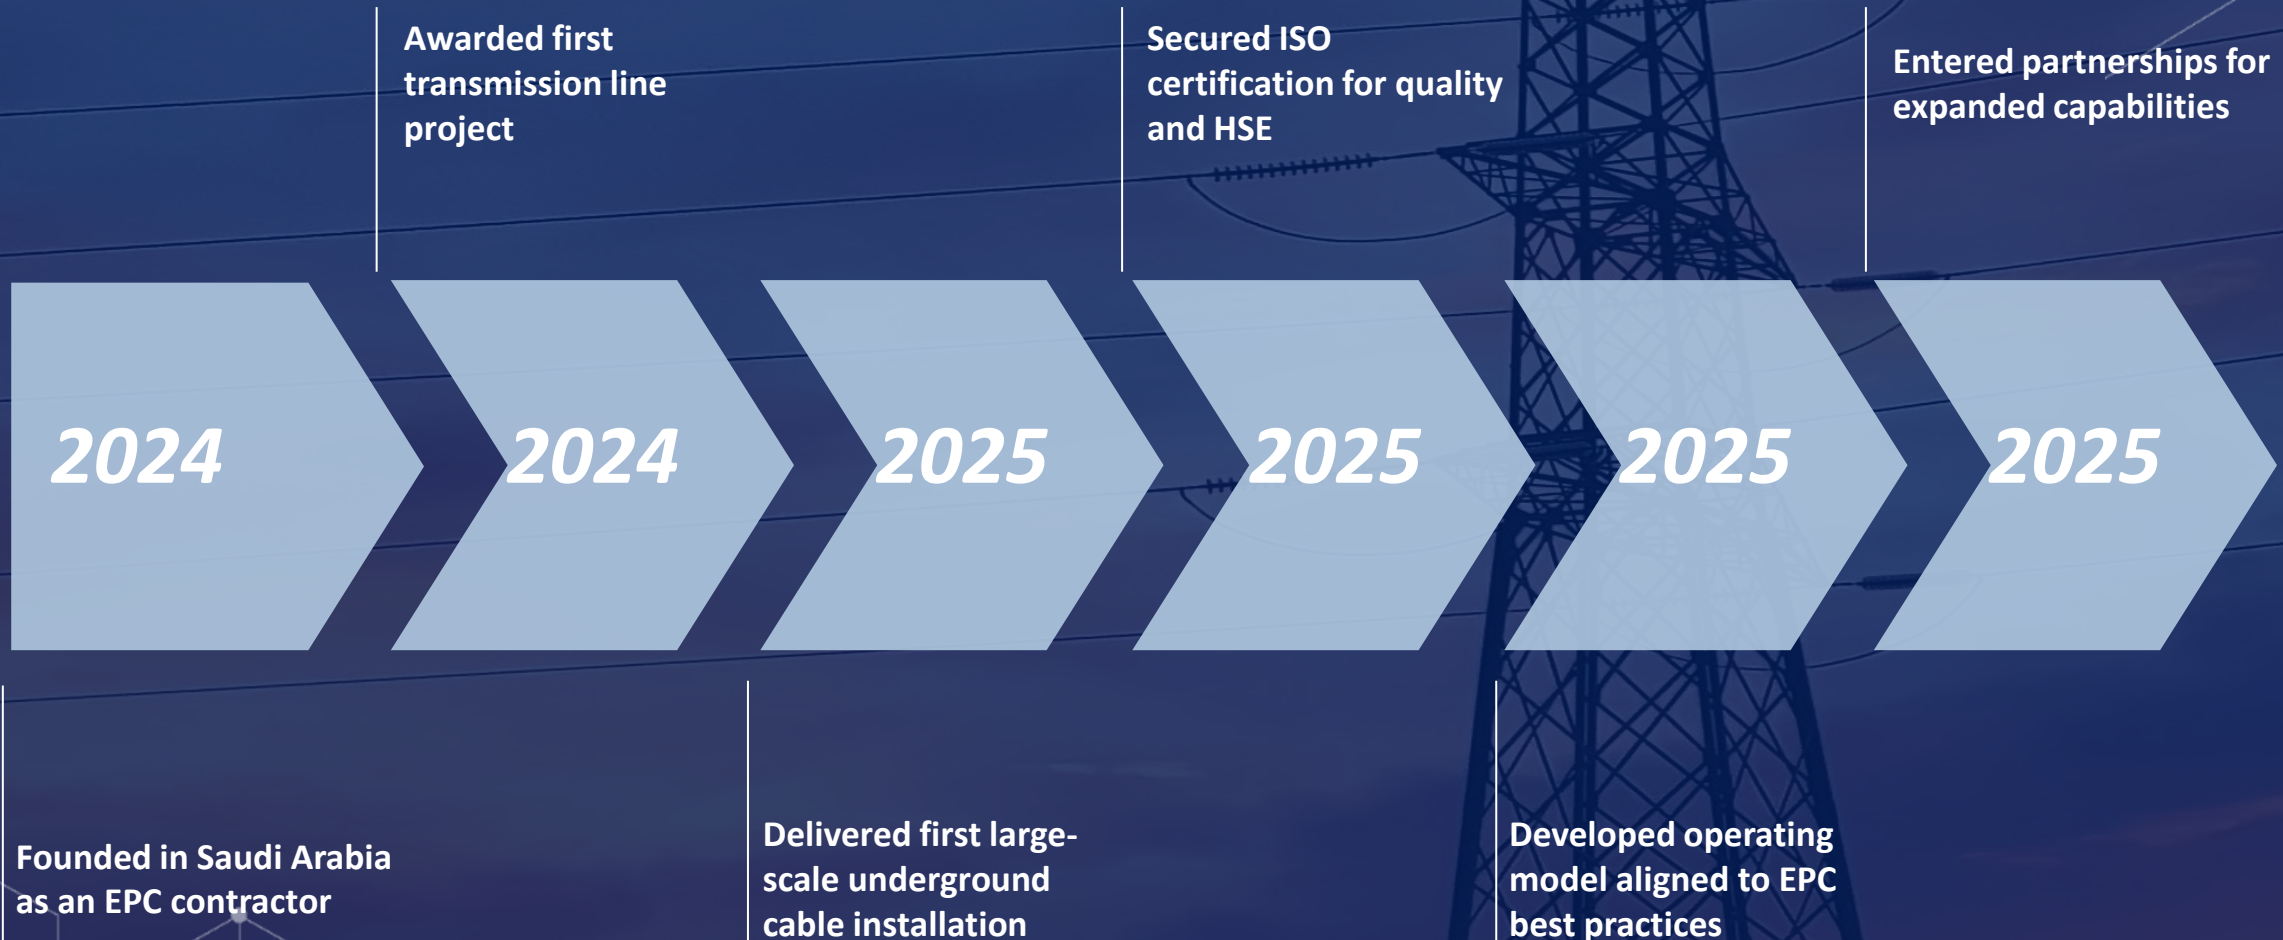 Awarded first
transmission line
project
Secured ISO
certification for quality
and HSE
Entered partnerships for
expanded capabilities
2024
2024
2025
2025
2025
2025
Founded in Saudi Arabia
as an EPC contractor
Delivered first large-
scale underground
cable installation
Developed operating
model aligned to EPC
best practices